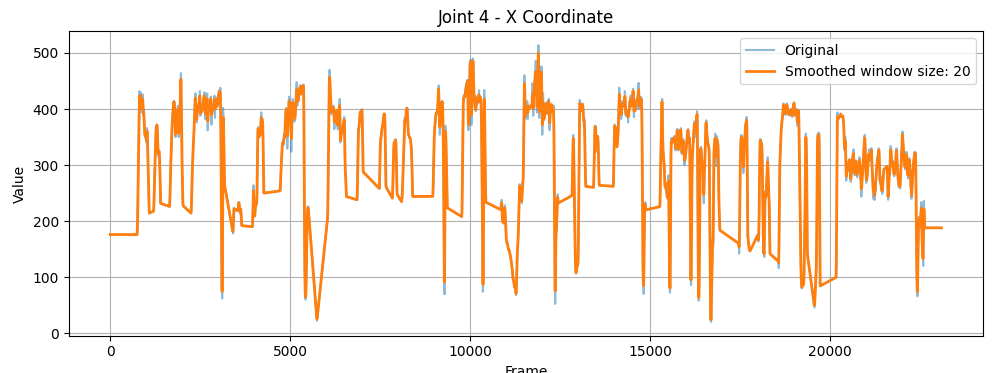 Joint 4 - X Coordinate
Original
Smoothed window size: 20
Value
500
400
300
200
100
0
0 5000 10000 15000 20000
Frame